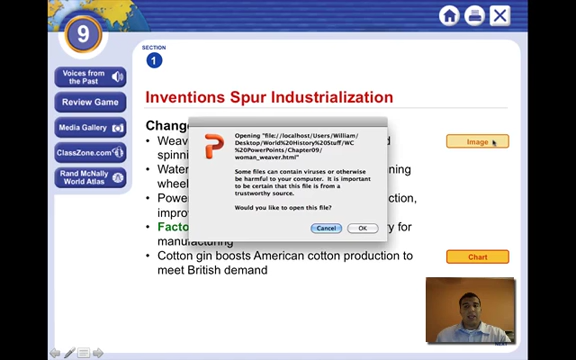 9
SECTION
1
Voices from
the Past
Review Game
Media Gallery
ClassZone.com
Rand McNally
World Atlas
Inventions Spur Industrialization
Chang
• Weav
spinni
• Water
ning
whee
• Powe
ction,
impro
• Facto
ry for
manufacturing
• Cotton gin boosts American cotton production to
meet British demand
Image
Chart
Opening "file://localhost/Users/William/
Desktop/World%20History%20Stuff/WC
%20PowerPoints/Chapter09/
woman_weaver.html"
Some files can contain viruses or otherwise
be harmful to your computer. It is important
to be certain that this file is from a
trustworthy source.
Would you like to open this file?
Cancel
OK